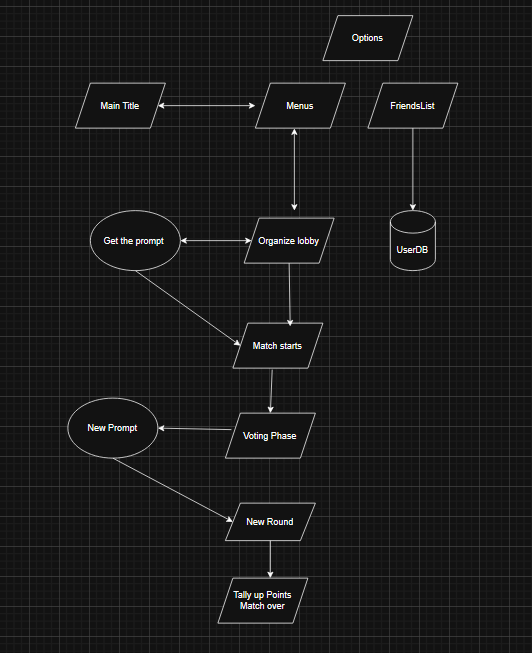 Options
Main Title
Menus
FriendsList
Get the prompt
Organize lobby
UserDB
Match starts
New Prompt
Voting Phase
New Round
Tally up Points
Match over